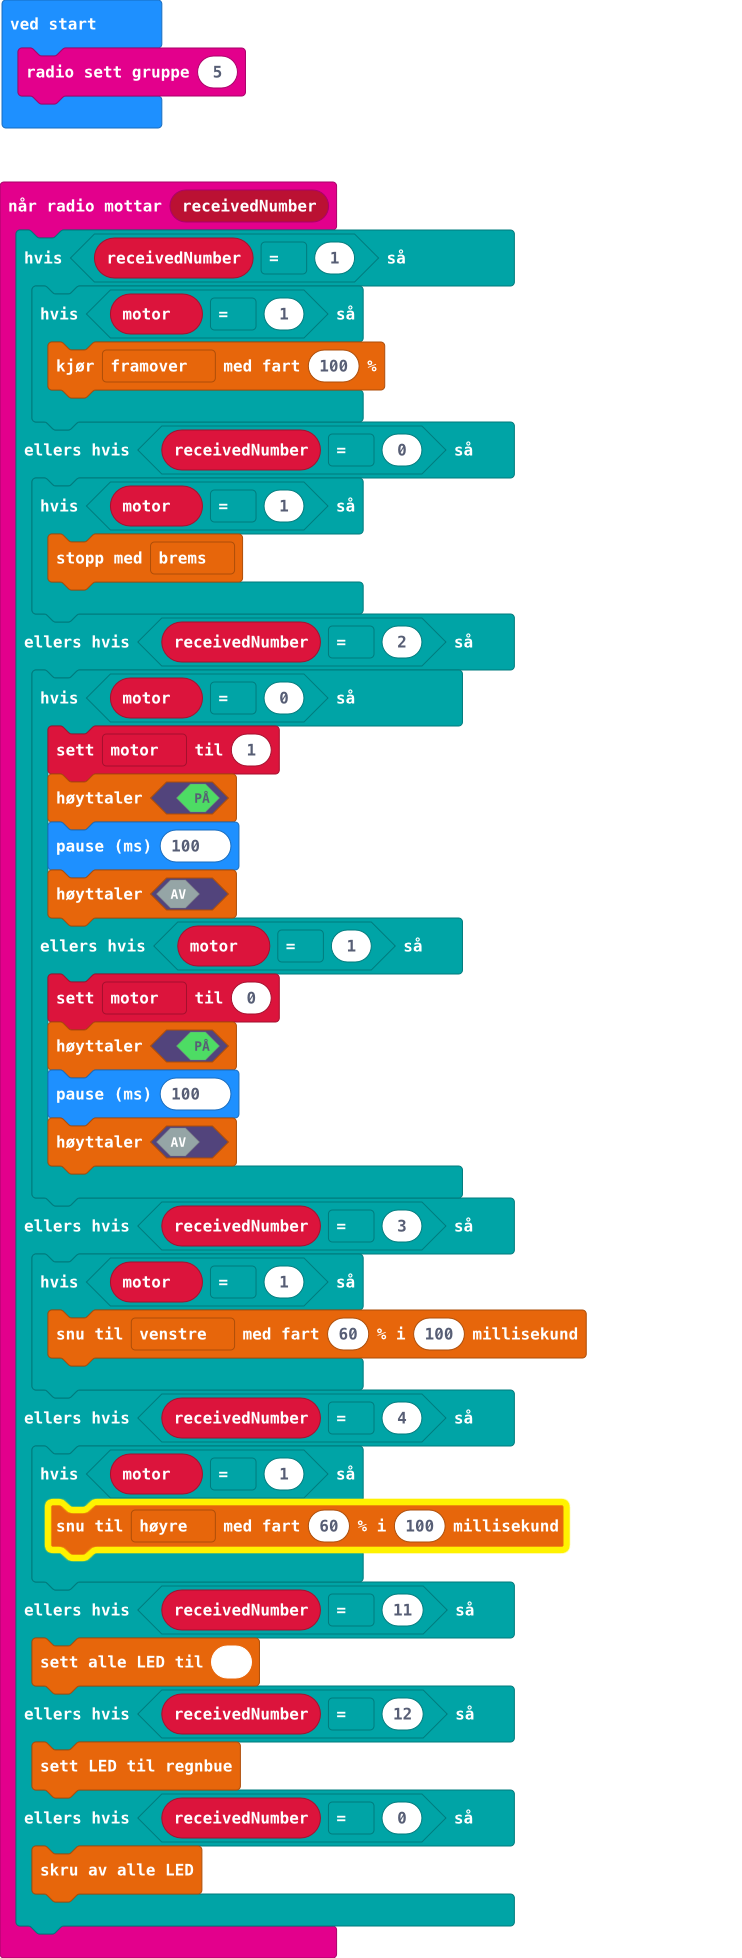 ved start
radio sett gruppe 5
når radio mottar receivedNumber
hvis receivedNumber = 1 så
hvis motor = 1 så
kjør framover med fart 100 %
ellers hvis receivedNumber = 0 så
hvis motor = 1 så
stopp med brems
ellers hvis receivedNumber = 2 så
hvis motor = 0 så
sett motor til 1
høyttaler PÅ
pause (ms) 100
høyttaler AV
ellers hvis motor = 1 så
sett motor til 0
høyttaler PÅ
pause (ms) 100
høyttaler AV
ellers hvis receivedNumber = 3 så
hvis motor = 1 så
snu til venstre med fart 60 % i 100 millisekund
ellers hvis receivedNumber = 4 så
hvis motor = 1 så
snu til høyre med fart 60 % i 100 millisekund
ellers hvis receivedNumber = 11 så
sett alle LED til
ellers hvis receivedNumber = 12 så
sett LED til regnbue
ellers hvis receivedNumber = 0 så
skru av alle LED